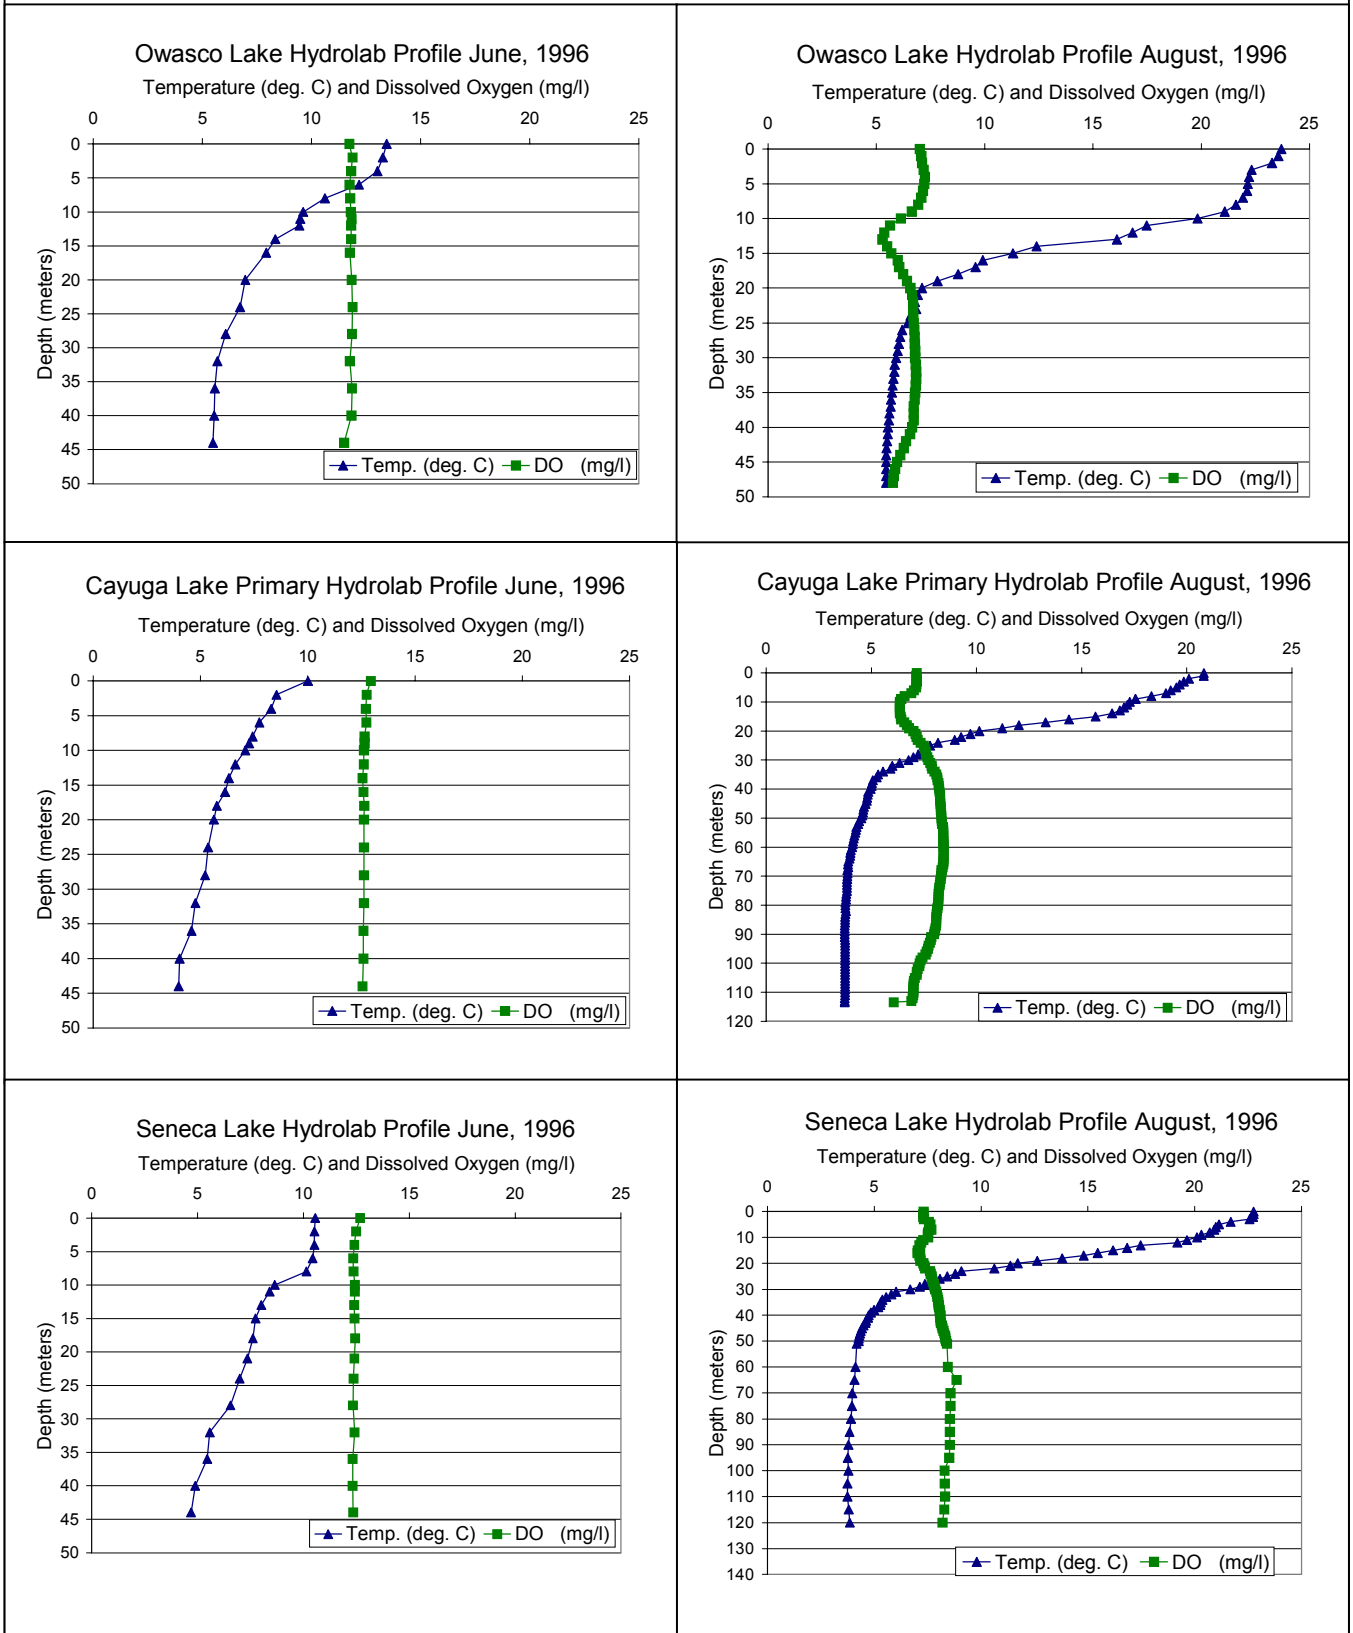 Owasco Lake Hydrolab Profile June, 1996
Temperature (deg. C) and Dissolved Oxygen (mg/l)
0 5 10 15 20 25
0
5
10
15
20
25
30
35
40
45
50
Depth (meters)
Temp. (deg. C) DO (mg/l)
Owasco Lake Hydrolab Profile August, 1996
Temperature (deg. C) and Dissolved Oxygen (mg/l)
0 5 10 15 20 25
0
5
10
15
20
25
30
35
40
45
50
Depth (meters)
Temp. (deg. C) DO (mg/l)
Cayuga Lake Primary Hydrolab Profile June, 1996
Temperature (deg. C) and Dissolved Oxygen (mg/l)
0 5 10 15 20 25
0
5
10
15
20
25
30
35
40
45
50
Depth (meters)
Temp. (deg. C) DO (mg/l)
Cayuga Lake Primary Hydrolab Profile August, 1996
Temperature (deg. C) and Dissolved Oxygen (mg/l)
0 5 10 15 20 25
0
10
20
30
40
50
60
70
80
90
100
110
120
Depth (meters)
Temp. (deg. C) DO (mg/l)
Seneca Lake Hydrolab Profile June, 1996
Temperature (deg. C) and Dissolved Oxygen (mg/l)
0 5 10 15 20 25
0
5
10
15
20
25
30
35
40
45
50
Depth (meters)
Temp. (deg. C) DO (mg/l)
Seneca Lake Hydrolab Profile August, 1996
Temperature (deg. C) and Dissolved Oxygen (mg/l)
0 5 10 15 20 25
0
10
20
30
40
50
60
70
80
90
100
110
120
130
140
Depth (meters)
Temp. (deg. C) DO (mg/l)